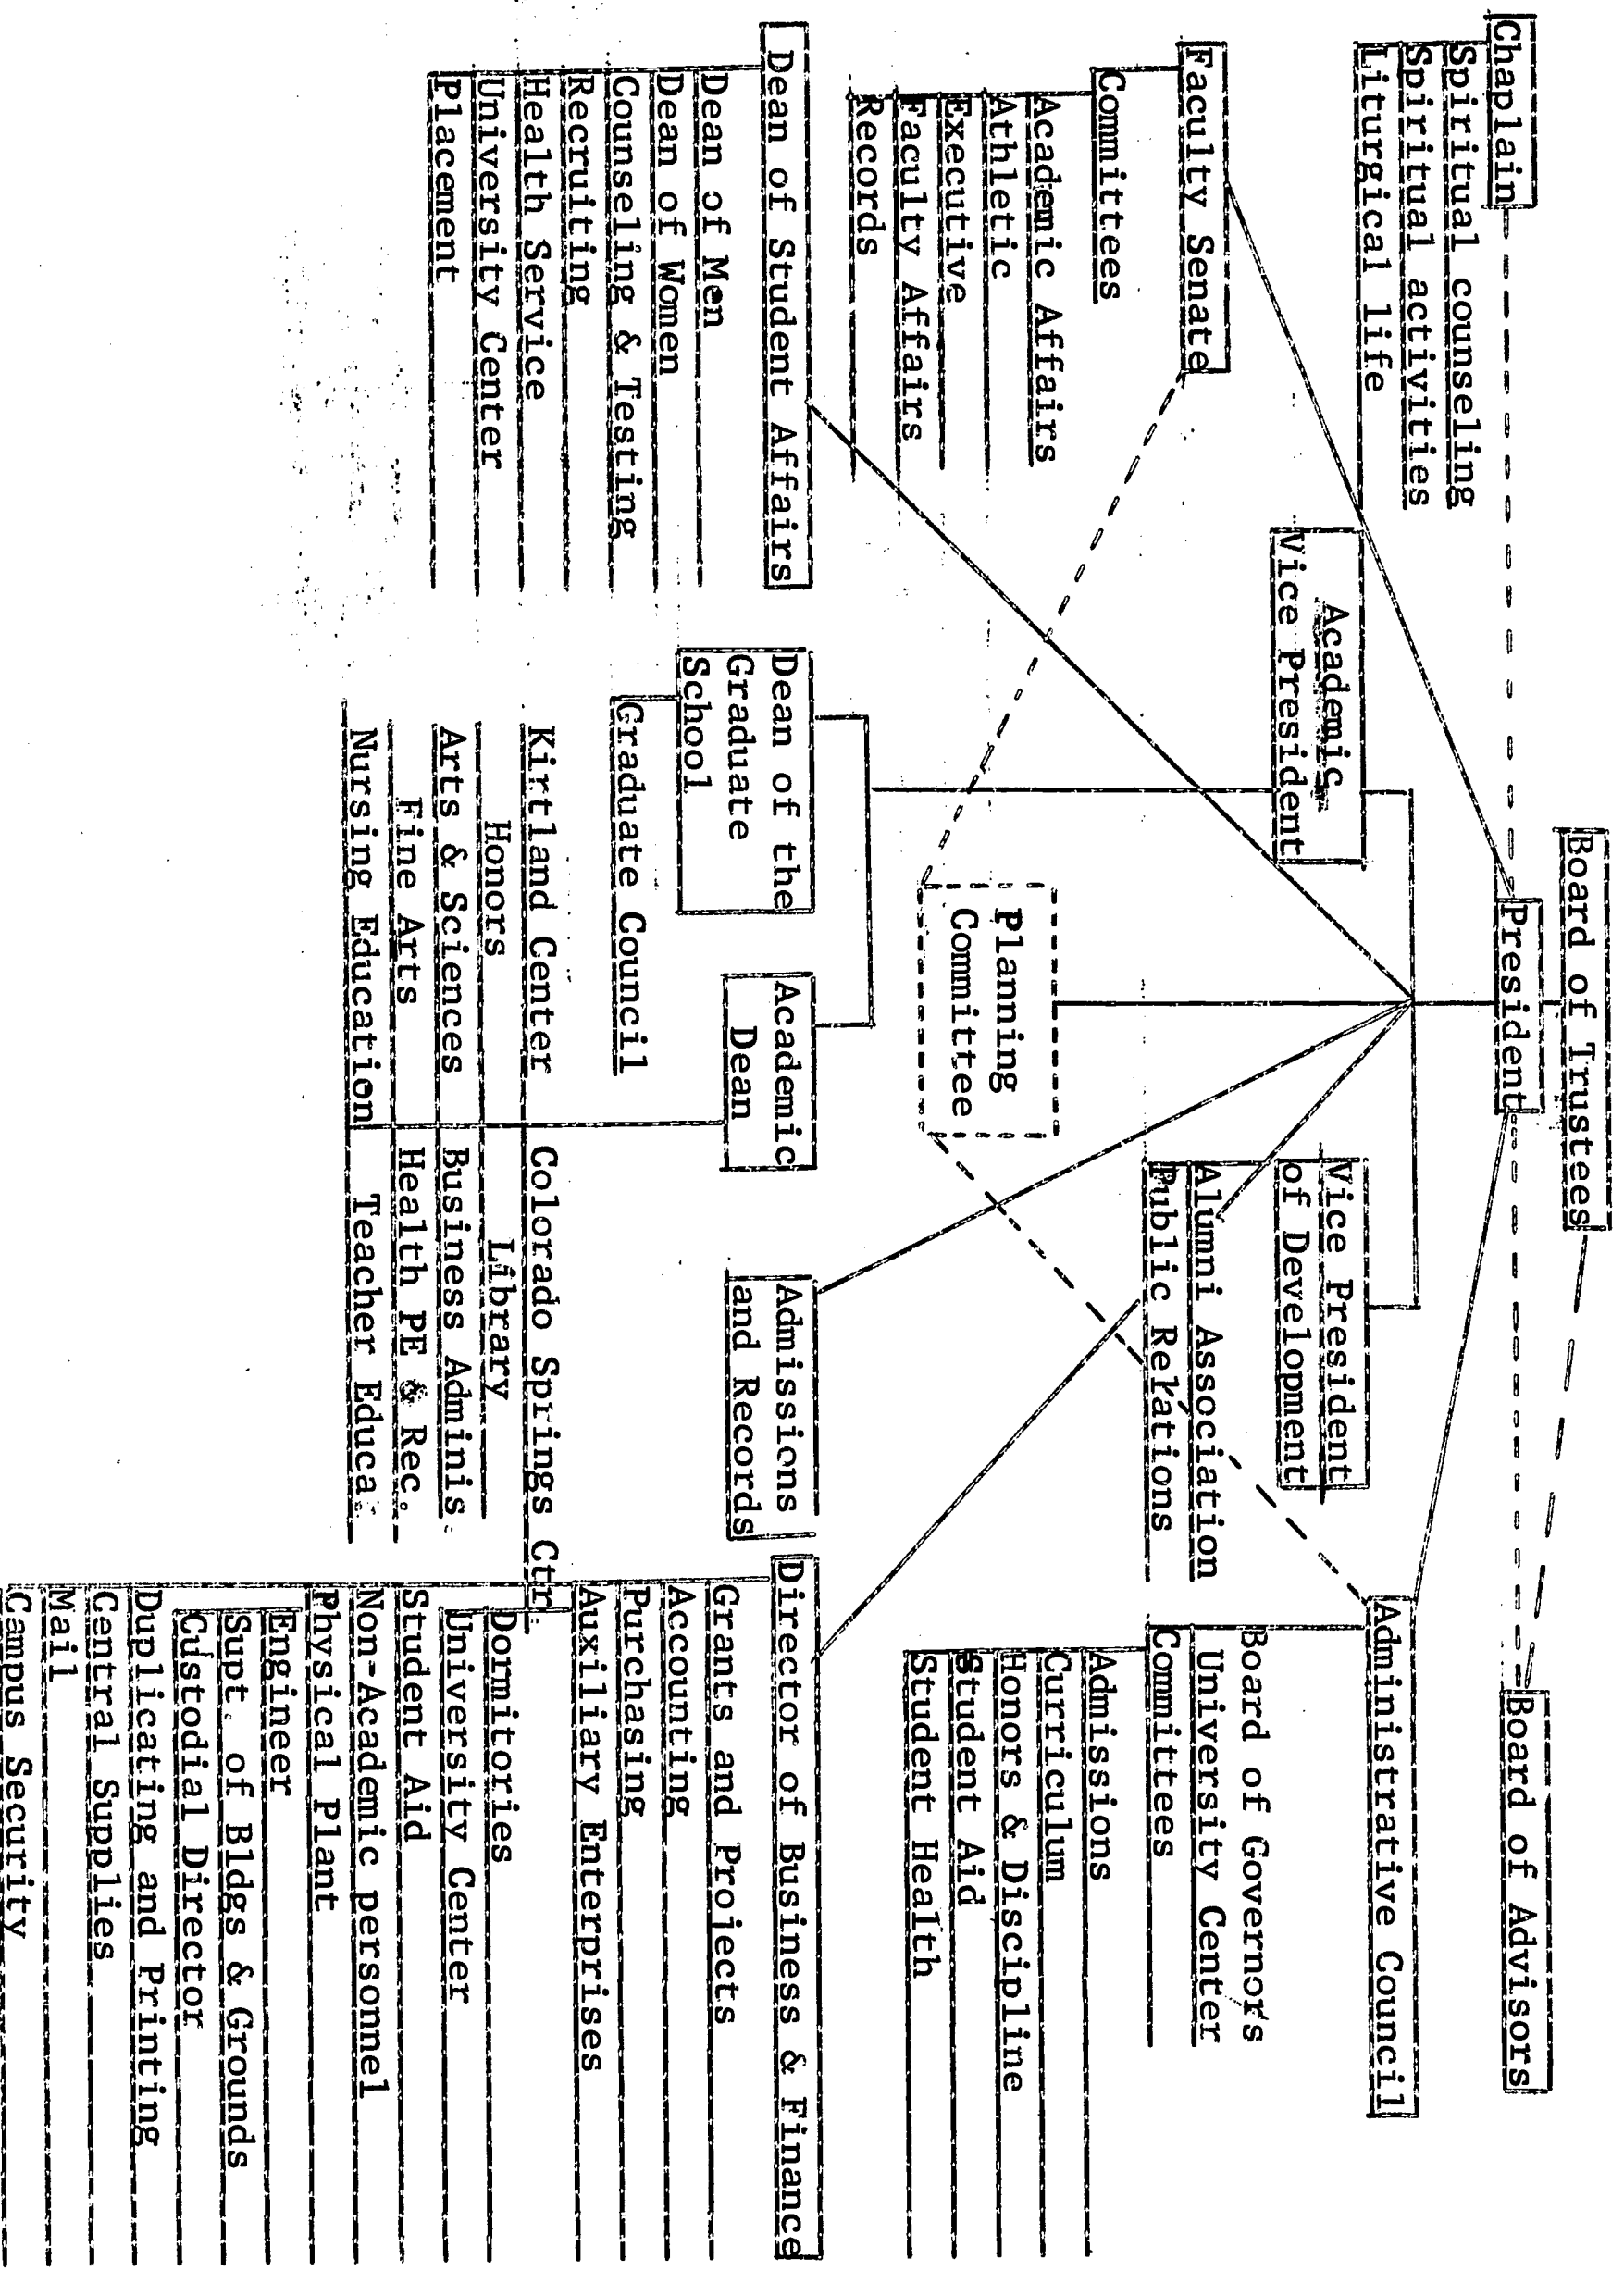 Board of Trustees
Chaplain
President
Board of Advisors
Spiritual counseling
Spiritual activities
Liturgical life
Academic
Vice President
Vice President
of Development
Alumni Association
Public Relations
Administrative Council
Board of Governors
University Center
Committees
Admissions
Curriculum
Honors & Discipline
Student Aid
Student Health
Faculty Senate
Committees
Academic Affairs
Athletic
Executive
Faculty Affairs
Records
Planning
Committee
Dean of Student Affairs
Dean of Men
Dean of Women
Counseling & Testing
Recruiting
Health Service
University Center
Placement
Dean of the
Graduate
School
Graduate Council
Academic
Dean
Kirtland Center
Colorado Springs Ctr.
Honors
Library
Arts & Sciences
Business Adminis.
Fine Arts
Health PE & Rec.
Nursing Education
Teacher Educa.
Admissions
and Records
Director of Business & Finance
Grants and Projects
Accounting
Purchasing
Auxiliary Enterprises
Dormitories
University Center
Student Aid
Non-Academic personnel
Physical Plant
Engineer
Supt. of Bldgs & Grounds
Custodial Director
Duplicating and Printing
Central Supplies
Mail
Campus Security